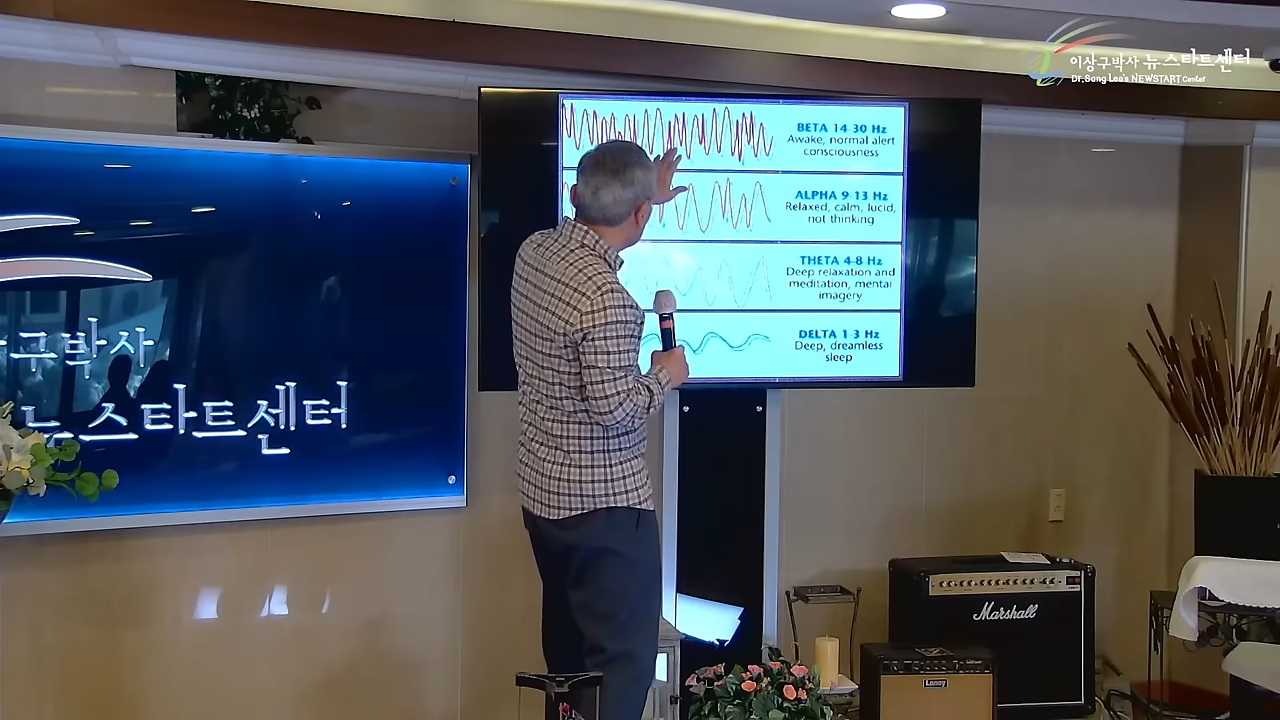 이상구박사 뉴스타트센터
Dr.Sang Lee's NEWSTART Center
BETA 14-30 Hz
Awake, normal alert
consciousness
ALPHA 9-13 Hz
Relaxed, calm, lucid,
not thinking
THETA 4-8 Hz
Deep relaxation and
meditation, mental
imagery
DELTA 1-3 Hz
Deep, dreamless
sleep
구박사
뉴스타트센터
Marshall
Laney